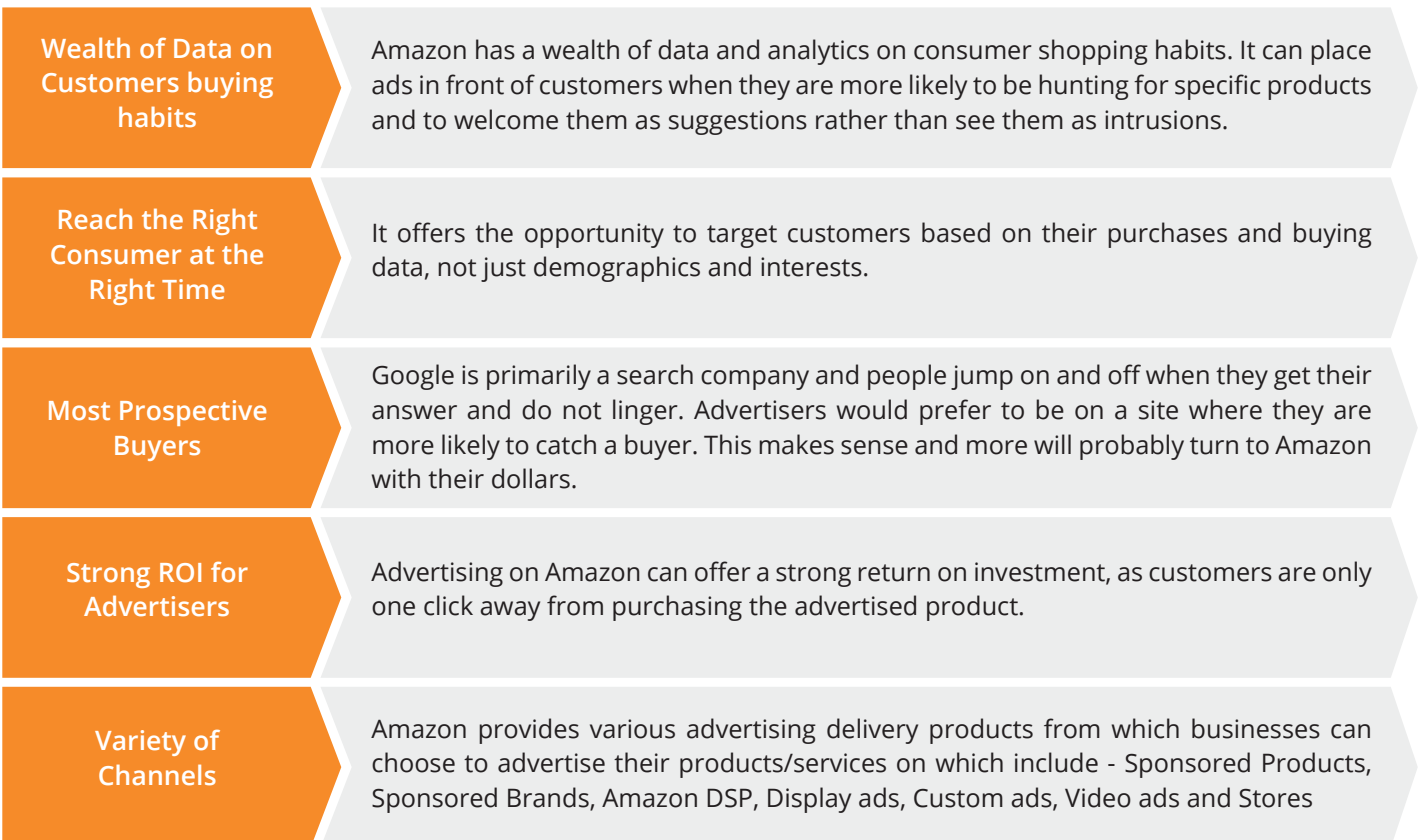 Wealth of Data on
Customers buying
habits
Amazon has a wealth of data and analytics on consumer shopping habits. It can place
ads in front of customers when they are more likely to be hunting for specific products
and to welcome them as suggestions rather than see them as intrusions.
Reach the Right
Consumer at the
Right Time
It offers the opportunity to target customers based on their purchases and buying
data, not just demographics and interests.
Most Prospective
Buyers
Google is primarily a search company and people jump on and off when they get their
answer and do not linger. Advertisers would prefer to be on a site where they are
more likely to catch a buyer. This makes sense and more will probably turn to Amazon
with their dollars.
Strong ROI for
Advertisers
Advertising on Amazon can offer a strong return on investment, as customers are only
one click away from purchasing the advertised product.
Variety of
Channels
Amazon provides various advertising delivery products from which businesses can
choose to advertise their products/services on which include - Sponsored Products,
Sponsored Brands, Amazon DSP, Display ads, Custom ads, Video ads and Stores